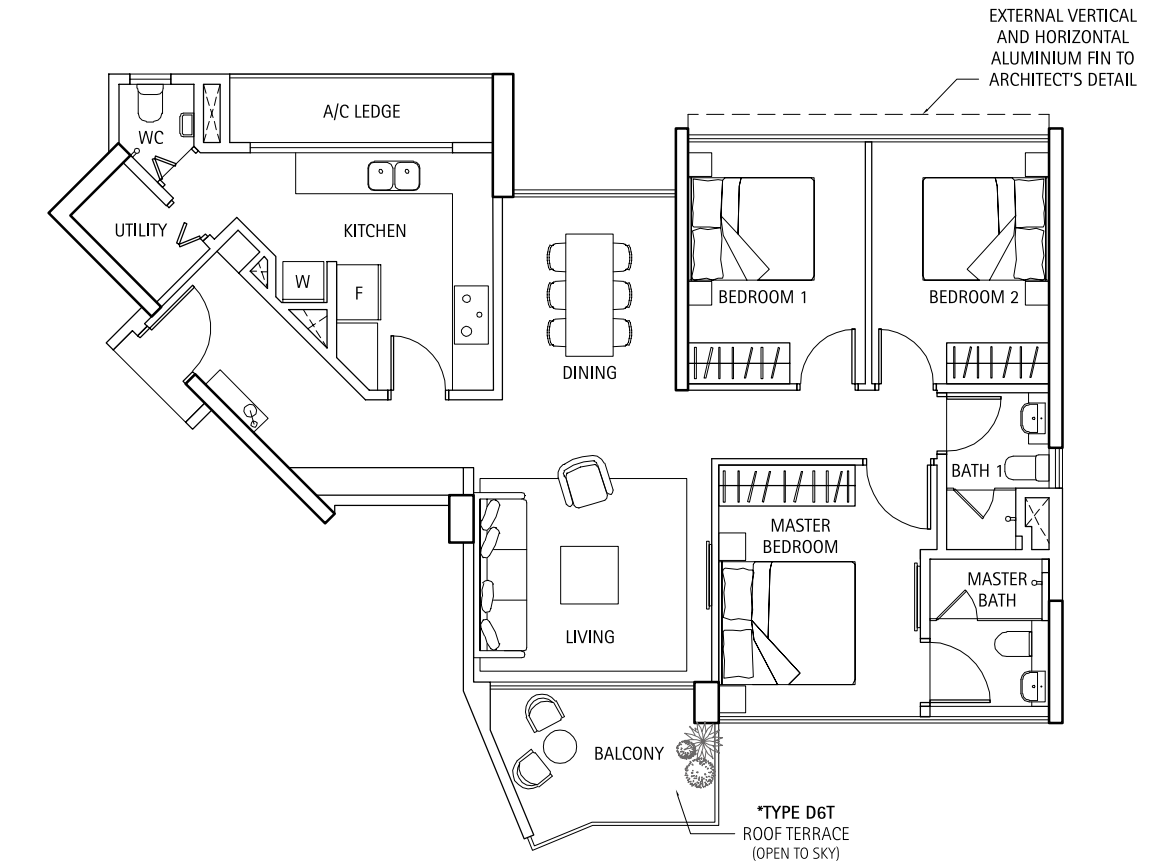 EXTERNAL VERTICAL
AND HORIZONTAL
ALUMINIUM FIN TO
ARCHITECT'S DETAIL
A/C LEDGE
WC
UTILITY
KITCHEN
W
F
BEDROOM 1
BEDROOM 2
DINING
BATH 1
MASTER
BEDROOM
MASTER
BATH
LIVING
BALCONY
*TYPE D6T
ROOF TERRACE
(OPEN TO SKY)